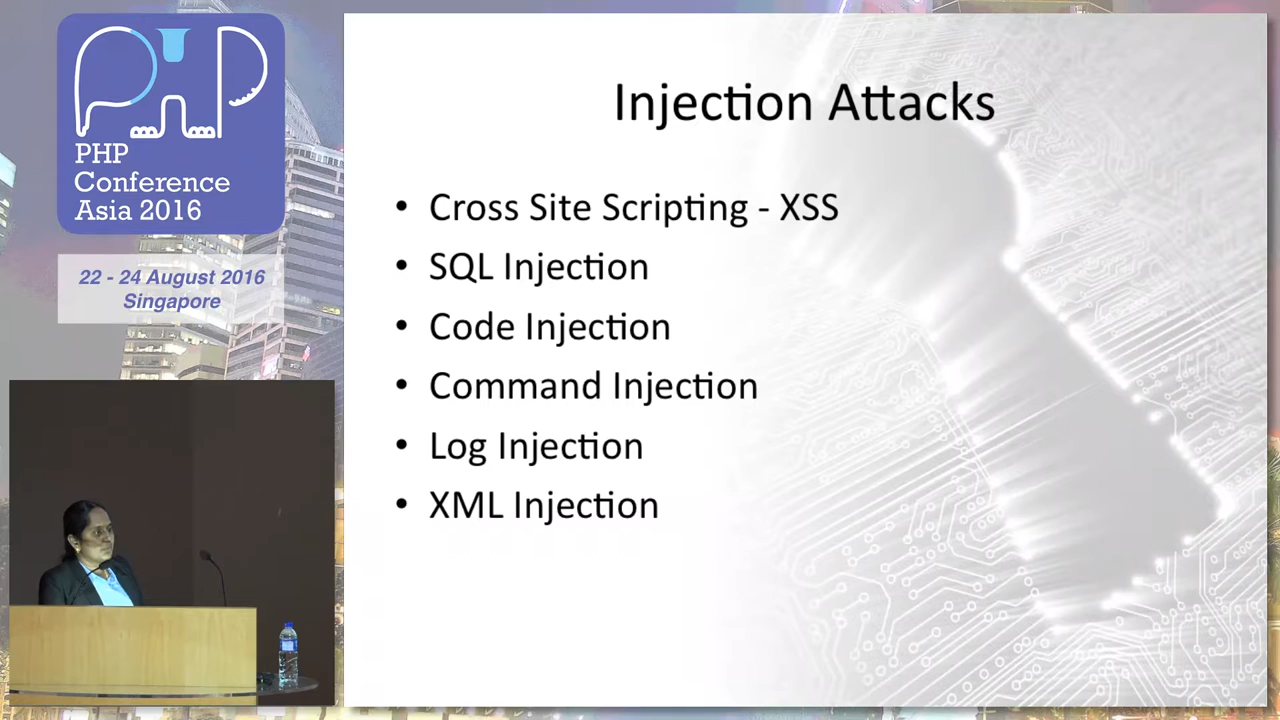 PHP
Conference
Asia 2016
22 - 24 August 2016
Singapore
Injection Attacks
• Cross Site Scripting - XSS
• SQL Injection
• Code Injection
• Command Injection
• Log Injection
• XML Injection